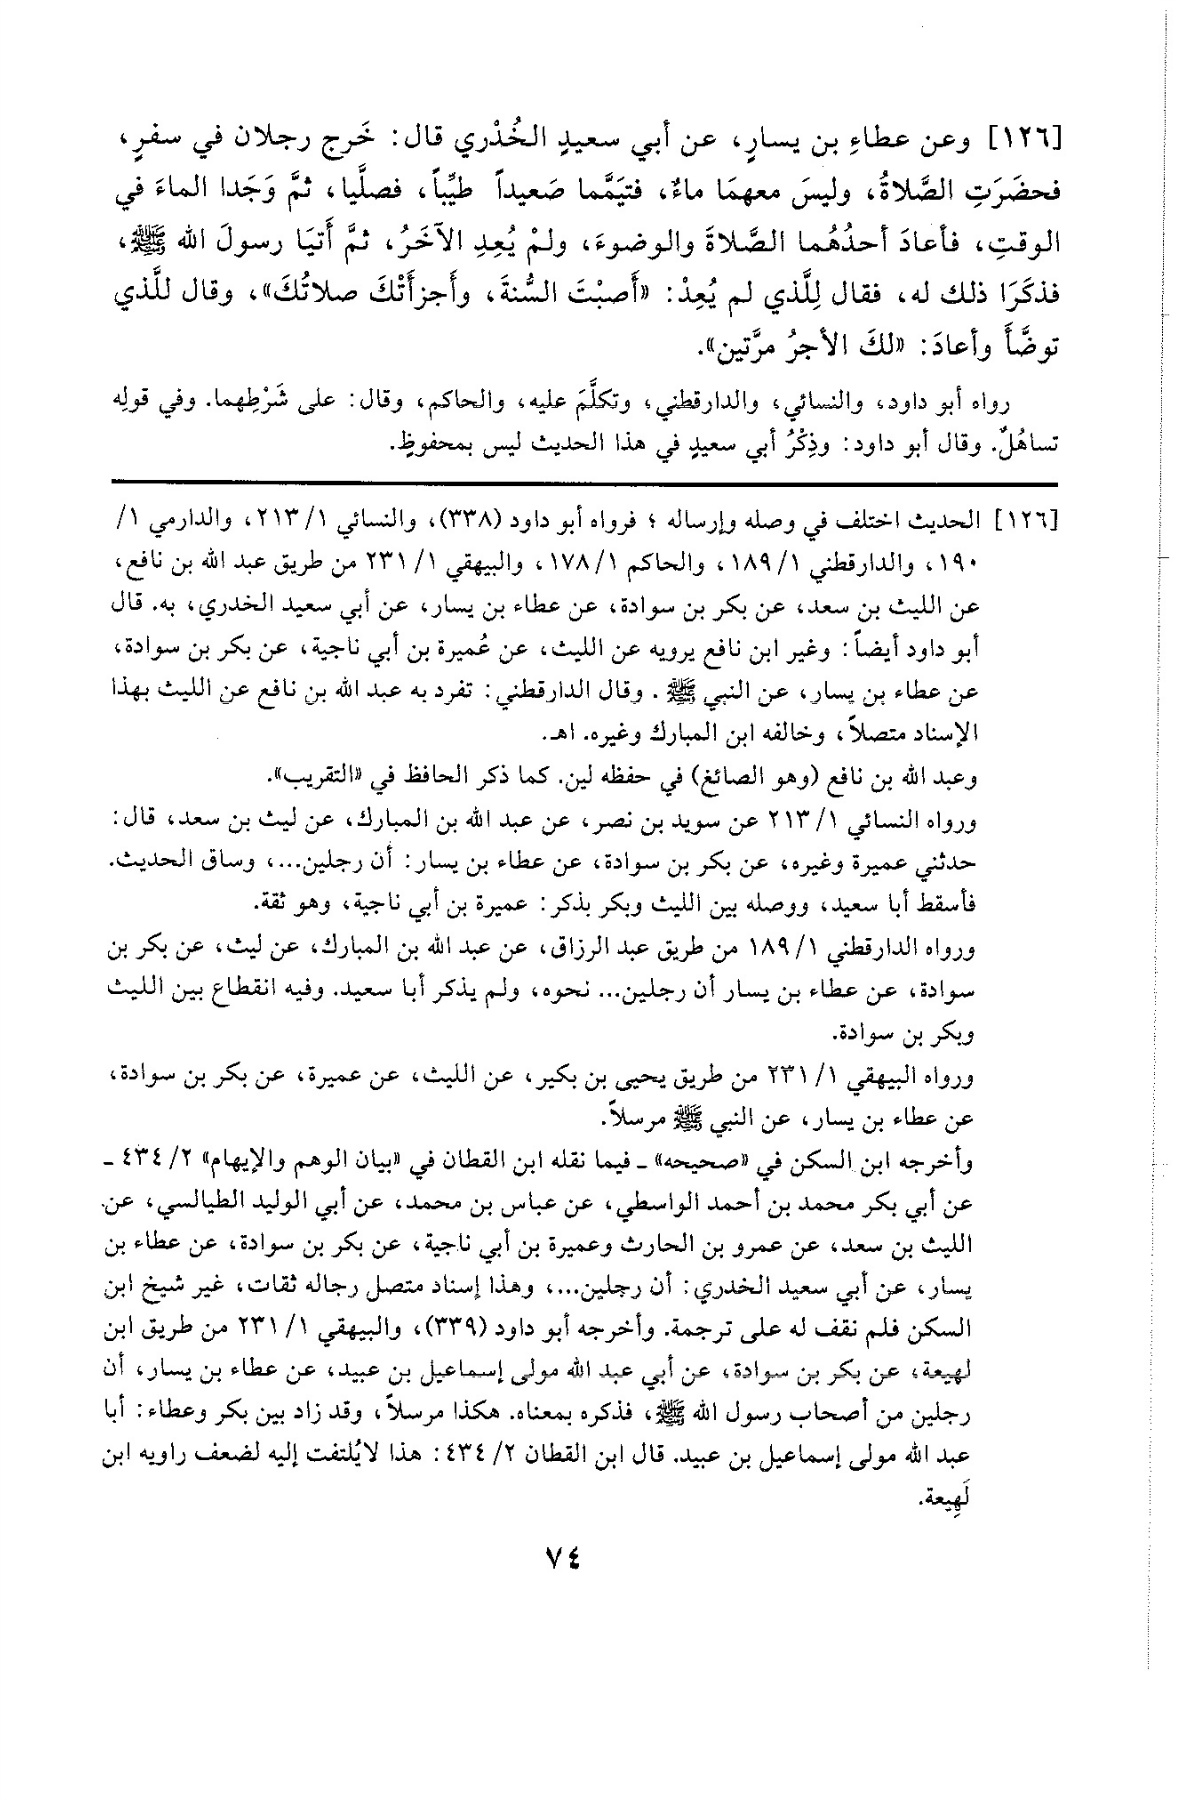 [١٢٦] وعن عطاءِ بن يسارٍ، عن أبي سعيدٍ الخُدْري قال: خَرج رجلان في سفرٍ،
فحضَرَتِ الصَّلاةُ، وليسَ معهمَا ماءٌ، فتيَمَّما صَعيداً طيِّباً، فصلَّيا، ثمَّ وَجَدا الماءَ في
الوقتِ، فأعادَ أحدُهُما الصَّلاةَ والوضوءَ، ولمْ يُعِدِ الآخَرُ، ثمَّ أَتيَا رسولَ الله ﷺ،
فذكَرَا ذلك له، فقال لِلَّذي لم يُعِدْ: «أَصبْتَ السُّنةَ، وأَجزأَتْكَ صلاتُكَ»، وقال للَّذي
توضَّأَ وأعادَ: «لكَ الأجرُ مرَّتين».
رواه أبو داود، والنسائي، والدارقطني، وتكلَّمَ عليه، والحاكم، وقال: على شَرْطِهما. وفي قولِه
تساهُلٌ. وقال أبو داود: وذِكْرُ أبي سعيدٍ في هذا الحديث ليس بمحفوظٍ.
[١٢٦] الحديث اختلف في وصله وإرساله ؛ فرواه أبو داود (٣٣٨)، والنسائي ١/ ٢١٣، والدارمي ١/
١٩٠، والدارقطني ١/ ١٨٩، والحاكم ١/ ١٧٨، والبيهقي ١/ ٢٣١ من طريق عبد الله بن نافع،
عن الليث بن سعد، عن بكر بن سوادة، عن عطاء بن يسار، عن أبي سعيد الخدري، به. قال
أبو داود أيضاً: وغير ابن نافع يرويه عن الليث، عن عُميرة بن أبي ناجية، عن بكر بن سوادة،
عن عطاء بن يسار، عن النبي ﷺ . وقال الدارقطني: تفرد به عبد الله بن نافع عن الليث بهذا
الإسناد متصلاً، وخالفه ابن المبارك وغيره. اهـ.
وعبد الله بن نافع (وهو الصائغ) في حفظه لين. كما ذكر الحافظ في «التقريب».
ورواه النسائي ١/ ٢١٣ عن سويد بن نصر، عن عبد الله بن المبارك، عن ليث بن سعد، قال:
حدثني عميرة وغيره، عن بكر بن سوادة، عن عطاء بن يسار: أن رجلين...، وساق الحديث.
فأسقط أبا سعيد، ووصله بين الليث وبكر بذكر: عميرة بن أبي ناجية، وهو ثقة.
ورواه الدارقطني ١/ ١٨٩ من طريق عبد الرزاق، عن عبد الله بن المبارك، عن ليث، عن بكر بن
سوادة، عن عطاء بن يسار أن رجلين... نحوه، ولم يذكر أبا سعيد. وفيه انقطاع بين الليث
وبكر بن سوادة.
ورواه البيهقي ١/ ٢٣١ من طريق يحيى بن بكير، عن الليث، عن عميرة، عن بكر بن سوادة،
عن عطاء بن يسار، عن النبي ﷺ مرسلاً.
وأخرجه ابن السكن في «صحيحه» ـ فيما نقله ابن القطان في «بيان الوهم والإيهام» ٢/ ٤٣٤ ـ
عن أبي بكر محمد بن أحمد الواسطي، عن عباس بن محمد، عن أبي الوليد الطيالسي، عن
الليث بن سعد، عن عمرو بن الحارث وعميرة بن أبي ناجية، عن بكر بن سوادة، عن عطاء بن
يسار، عن أبي سعيد الخدري: أن رجلين...، وهذا إسناد متصل رجاله ثقات، غير شيخ ابن
السكن فلم نقف له على ترجمة. وأخرجه أبو داود (٣٣٩)، والبيهقي ١/ ٢٣١ من طريق ابن
لهيعة، عن بكر بن سوادة، عن أبي عبد الله مولى إسماعيل بن عبيد، عن عطاء بن يسار، أن
رجلين من أصحاب رسول الله ﷺ، فذكره بمعناه. هكذا مرسلاً، وقد زاد بين بكر وعطاء: أبا
عبد الله مولى إسماعيل بن عبيد. قال ابن القطان ٢/ ٤٣٤: هذا لايُلتفت إليه لضعف راويه ابن
لَهِيعة.
٧٤